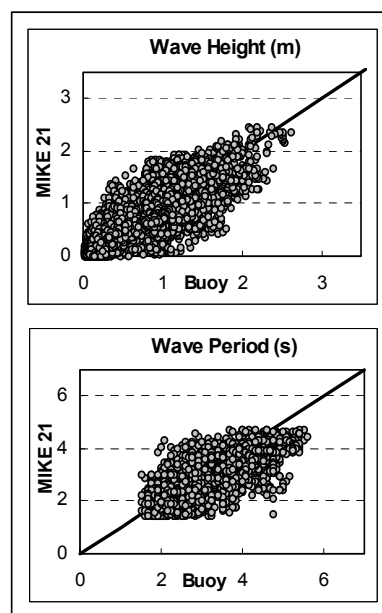 Wave Height (m)
3
2
1
0
MIKE 21
0 1 2 3
Buoy
Wave Period (s)
6
4
2
0
MIKE 21
0 2 4 6
Buoy